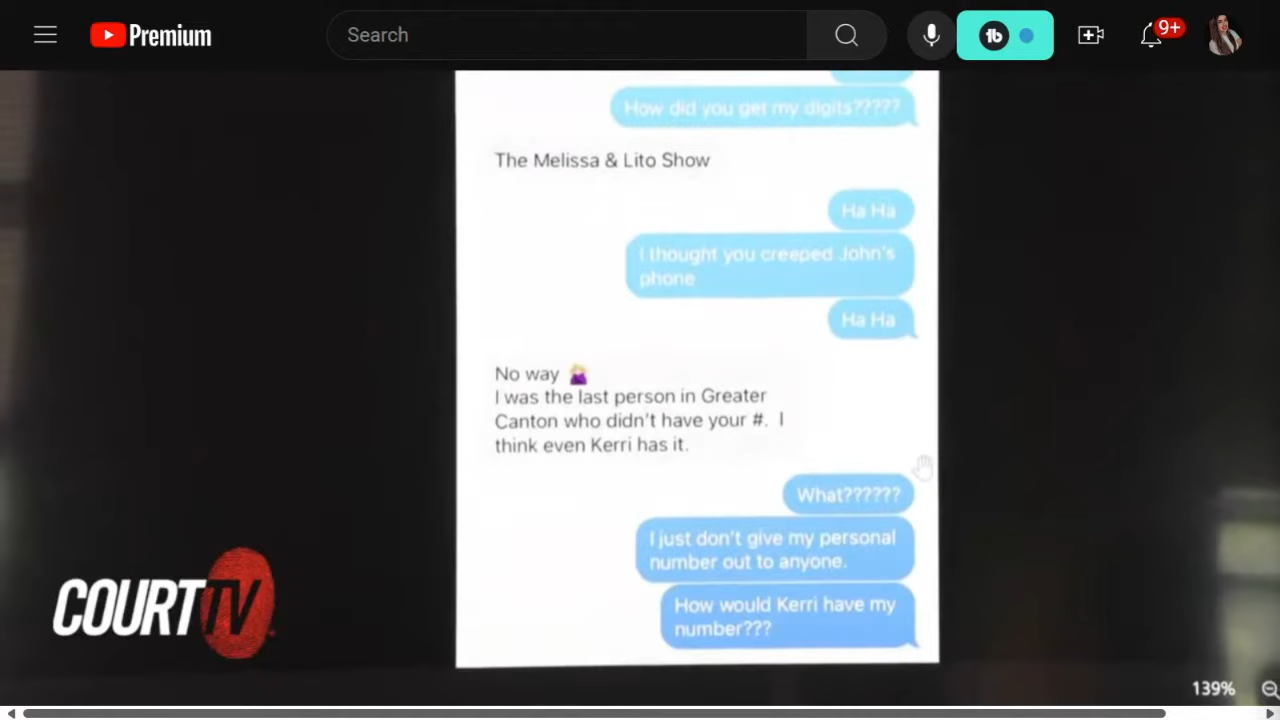 Premium
Search
9+
How did you get my digits?????
The Melissa & Lito Show
Ha Ha
I thought you creeped John's
phone
Ha Ha
No way
I was the last person in Greater
Canton who didn't have your #. I
think even Kerri has it.
What??????
I just don't give my personal
number out to anyone.
How would Kerri have my
number???
COURT TV
139%